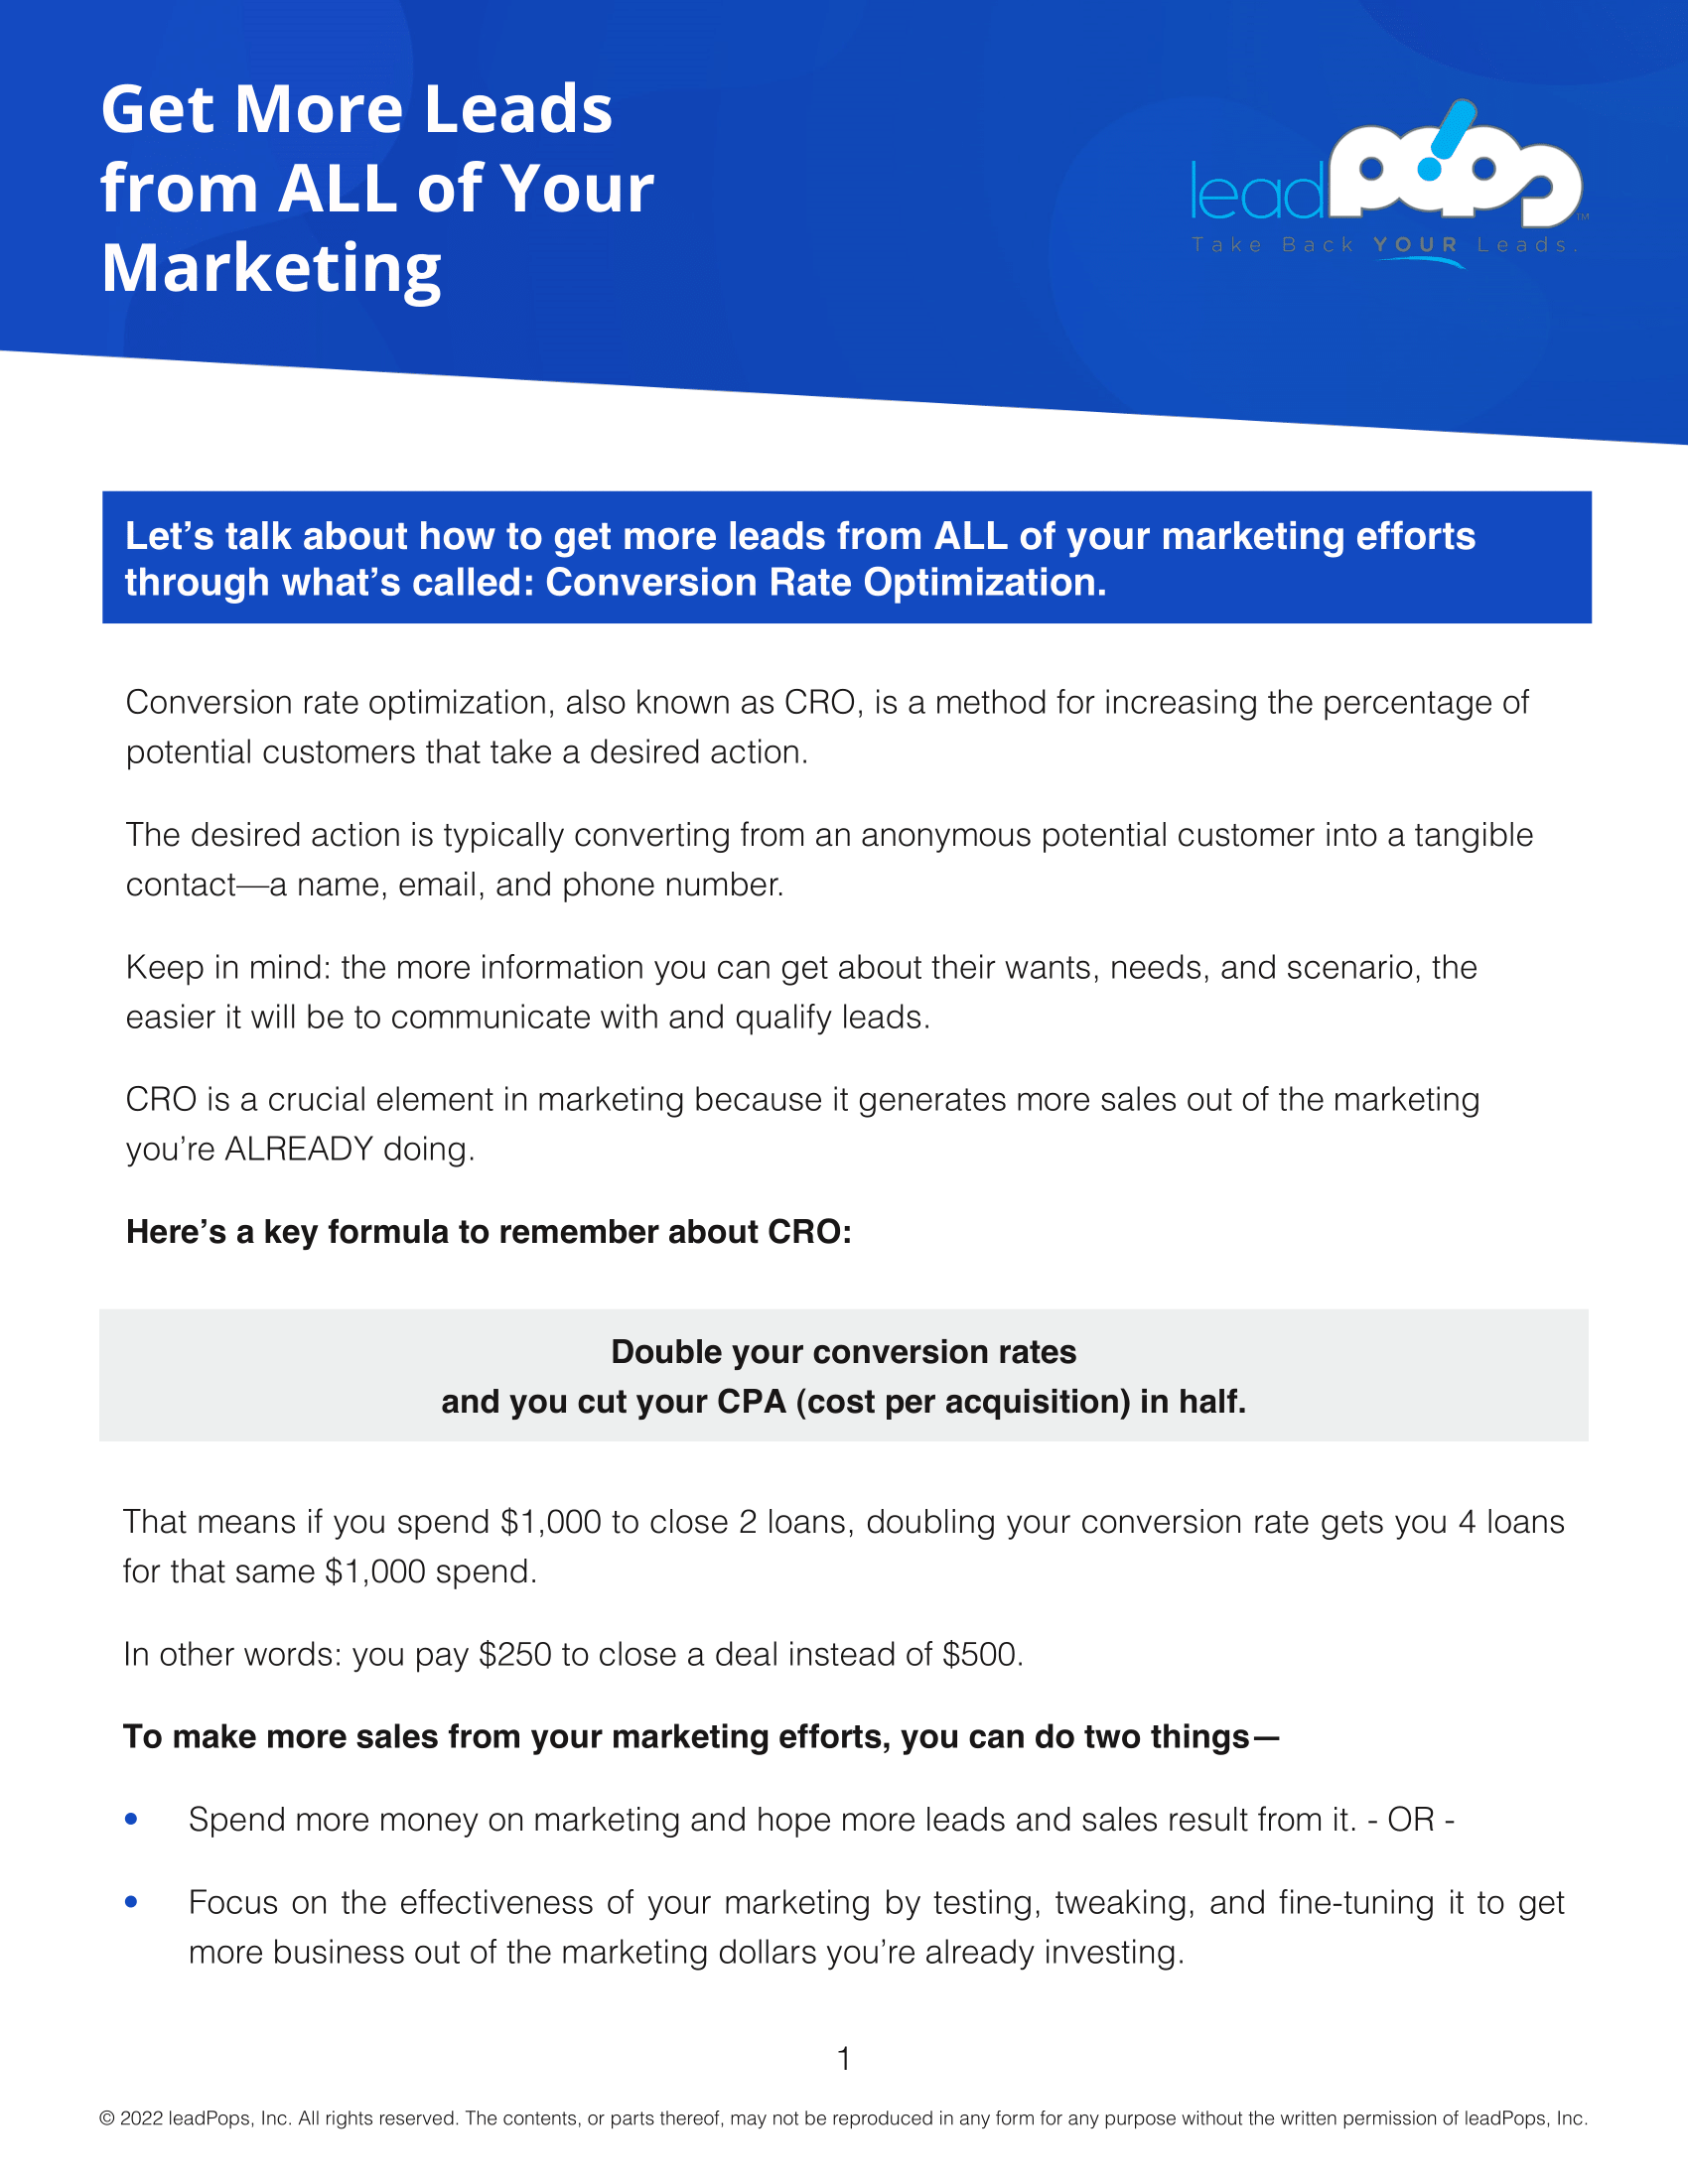 Get More Leads
from ALL of Your
Marketing
leadPops™
Take Back YOUR Leads.
Let’s talk about how to get more leads from ALL of your marketing efforts
through what’s called: Conversion Rate Optimization.
Conversion rate optimization, also known as CRO, is a method for increasing the percentage of
potential customers that take a desired action.
The desired action is typically converting from an anonymous potential customer into a tangible
contact—a name, email, and phone number.
Keep in mind: the more information you can get about their wants, needs, and scenario, the
easier it will be to communicate with and qualify leads.
CRO is a crucial element in marketing because it generates more sales out of the marketing
you’re ALREADY doing.
Here’s a key formula to remember about CRO:
Double your conversion rates
and you cut your CPA (cost per acquisition) in half.
That means if you spend $1,000 to close 2 loans, doubling your conversion rate gets you 4 loans
for that same $1,000 spend.
In other words: you pay $250 to close a deal instead of $500.
To make more sales from your marketing efforts, you can do two things—
• Spend more money on marketing and hope more leads and sales result from it. - OR -
• Focus on the effectiveness of your marketing by testing, tweaking, and fine-tuning it to get
more business out of the marketing dollars you’re already investing.
1
© 2022 leadPops, Inc. All rights reserved. The contents, or parts thereof, may not be reproduced in any form for any purpose without the written permission of leadPops, Inc.